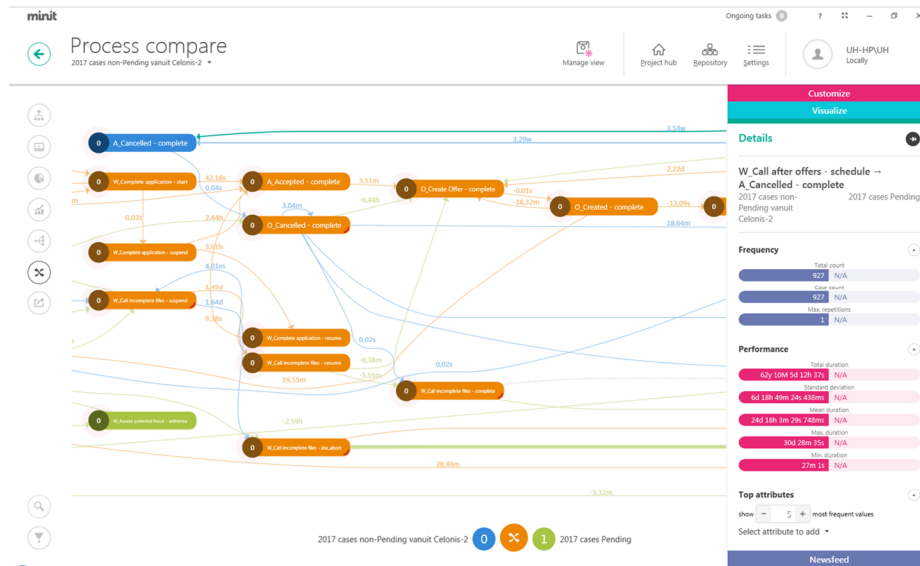 minit
Ongoing tasks 0 ?
Process compare
2017 cases non-Pending vanuit Celonis-2
Manage view
Project hub
Repository
Settings
UH-HP\UH
Locally
Customize
Visualize
Details
W_Call after offers - schedule →
A_Cancelled - complete
2017 cases non-
Pending vanuit
Celonis-2
2017 cases Pending
Frequency
Total count
927 N/A
Case count
927 N/A
Max. repetitions
1 N/A
Performance
Total duration
62y 10M 5d 12h 37s N/A
Standard deviation
6d 18h 49m 24s 438ms N/A
Mean duration
24d 18h 3m 29s 748ms N/A
Max. duration
30d 28m 35s N/A
Min. duration
27m 1s N/A
Top attributes
show - 5 + most frequent values
Select attribute to add
Newsfeed
3,54w
0 A_Cancelled - complete
3,29w
2,22d
0 W_Complete application - start
42,18s
0,04s
0 A_Accepted - complete
5,51m
0 O_Create Offer - complete
-0,01s
-18,32m
m
-6,44h
3,04m
0 O_Created - complete
-13,09s
0
-0,03s
2,44h
0 O_Cancelled - complete
18,64m
0 W_Complete application - suspend
3,61h
4,01m
1,45d
0 W_Call incomplete files - suspend
1,64d
9,58s
0 W_Complete application - resume
0,02s
0 W_Call incomplete files - resume
-6,38m
0,02s
-5,55m
19,55m
0 W_Call incomplete files - complete
0 W_Assess potential fraud - withdraw
-2,59h
0 W_Call incomplete files - ate_abort
28,46m
-3,12m
2017 cases non-Pending vanuit Celonis-2 0 1 2017 cases Pending